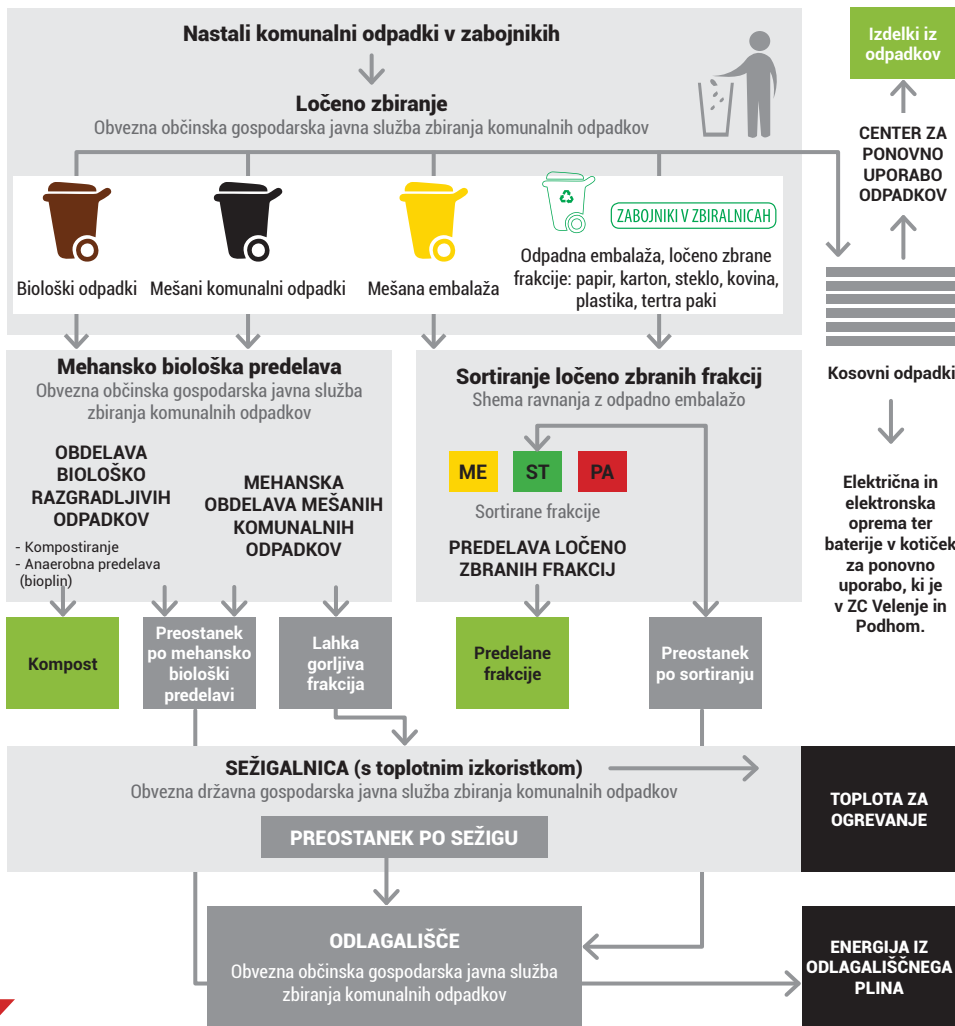 Nastali komunalni odpadki v zabojnikih
Ločeno zbiranje
Obvezna občinska gospodarska javna služba zbiranja komunalnih odpadkov
Biološki odpadki
Mešani komunalni odpadki
Mešana embalaža
ZABOJNIKI V ZBIRALNICAH
Odpadna embalaža, ločeno zbrane
frakcije: papir, karton, steklo, kovina,
plastika, tertra paki
Izdelki iz
odpadkov
CENTER ZA
PONOVNO
UPORABO
ODPADKOV
Kosovni odpadki
Električna in
elektronska
oprema ter
baterije v kotiček
za ponovno
uporabo, ki je
v ZC Velenje in
Podhom.
Mehansko biološka predelava
Obvezna občinska gospodarska javna služba
zbiranja komunalnih odpadkov
OBDELAVA
BIOLOŠKO
RAZGRADLJIVIH
ODPADKOV
- Kompostiranje
- Anaerobna predelava
(bioplin)
MEHANSKA
OBDELAVA MEŠANIH
KOMUNALNIH
ODPADKOV
Sortiranje ločeno zbranih frakcij
Shema ravnanja z odpadno embalažo
ME
ST
PA
Sortirane frakcije
PREDELAVA LOČENO
ZBRANIH FRAKCIJ
Kompost
Preostanek
po mehansko
biološki
predelavi
Lahka
gorljiva
frakcija
Predelane
frakcije
Preostanek
po sortiranju
SEŽIGALNICA (s toplotnim izkoristkom)
Obvezna državna gospodarska javna služba zbiranja komunalnih odpadkov
PREOSTANEK PO SEŽIGU
TOPLOTA ZA
OGREVANJE
ODLAGALIŠČE
Obvezna občinska gospodarska javna služba
zbiranja komunalnih odpadkov
ENERGIJA IZ
ODLAGALIŠČNEGA
PLINA